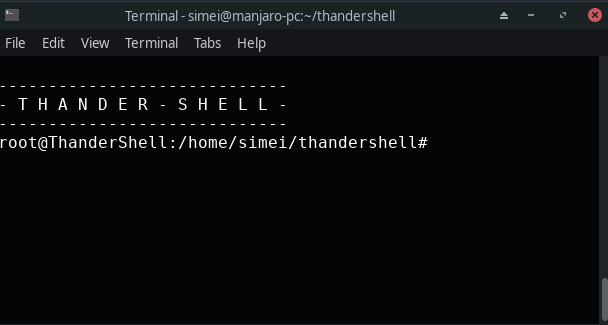 Terminal - simei@manjaro-pc:~/thandershell
File Edit View Terminal Tabs Help
-----------------------------
- T H A N D E R - S H E L L -
-----------------------------
root@ThanderShell:/home/simei/thandershell#